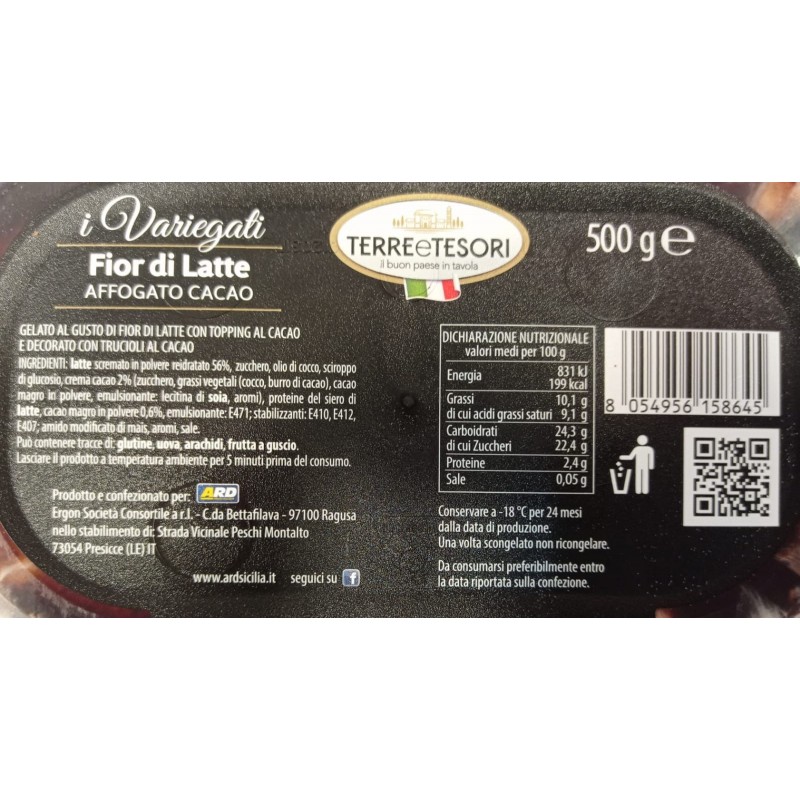 i Variegati
Fior di Latte
AFFOGATO CACAO
TERREeTESORI
il buon paese in tavola
500 g e
GELATO AL GUSTO DI FIOR DI LATTE CON TOPPING AL CACAO
E DECORATO CON TRUCIOLI AL CACAO
INGREDIENTI: latte scremato in polvere reidratato 56%, zucchero, olio di cocco, sciroppo
di glucosio, crema cacao 2% (zucchero, grassi vegetali (cocco, burro di cacao), cacao
magro in polvere, emulsionante: lecitina di soia, aromi), proteine del siero di
latte, cacao magro in polvere 0,6%, emulsionante: E471; stabilizzanti: E410, E412,
E407; amido modificato di mais, aromi, sale.
Può contenere tracce di: glutine, uova, arachidi, frutta a guscio.
Lasciare il prodotto a temperatura ambiente per 5 minuti prima del consumo.
Prodotto e confezionato per: ARD
Ergon Società Consortile a r.l. - C.da Bettafilava - 97100 Ragusa
nello stabilimento di: Strada Vicinale Peschi Montalto
73054 Presicce (LE) IT
www.ardsicilia.it seguici su f
DICHIARAZIONE NUTRIZIONALE
valori medi per 100 g
Energia 831 kJ
199 kcal
Grassi 10,1 g
di cui acidi grassi saturi 9,1 g
Carboidrati 24,3 g
di cui Zuccheri 22,4 g
Proteine 2,4 g
Sale 0,05 g
Conservare a -18 °C per 24 mesi
dalla data di produzione.
Una volta scongelato non ricongelare.
Da consumarsi preferibilmente entro
la data riportata sulla confezione.
8 054956 158645